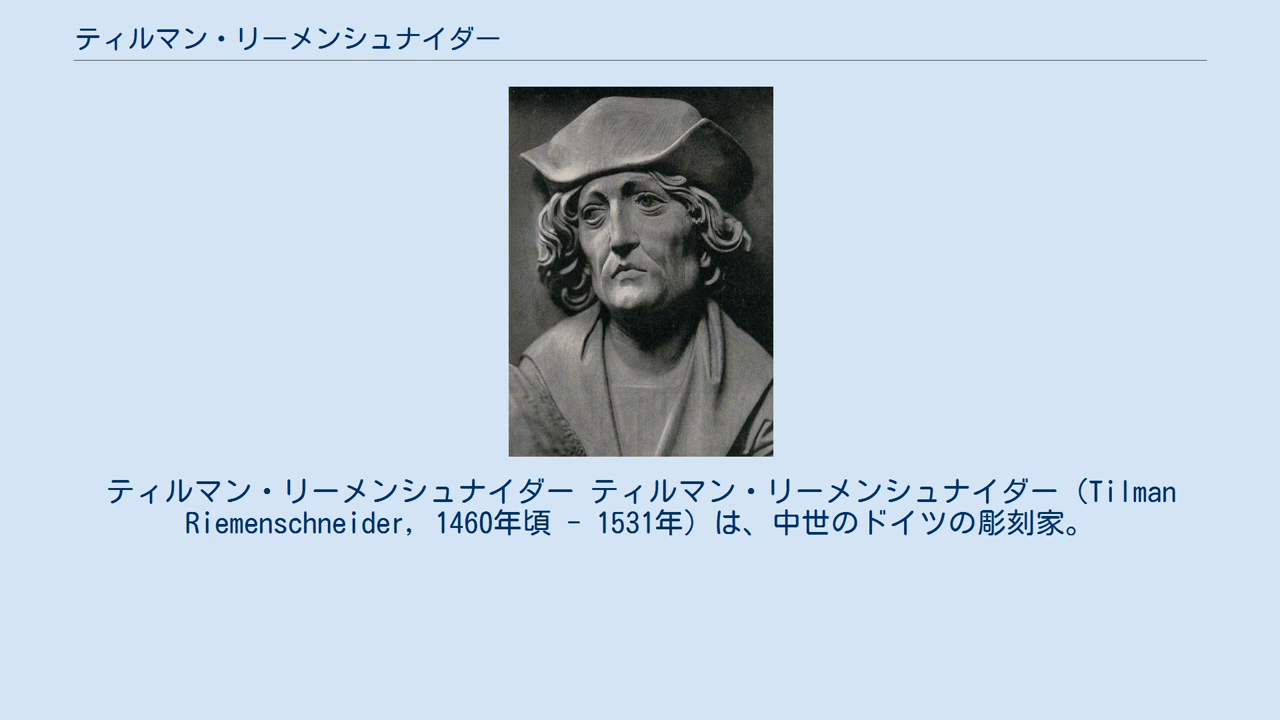 ティルマン・リーメンシュナイダー
ティルマン・リーメンシュナイダー ティルマン・リーメンシュナイダー（Tilman
Riemenschneider, 1460年頃 - 1531年）は、中世のドイツの彫刻家。